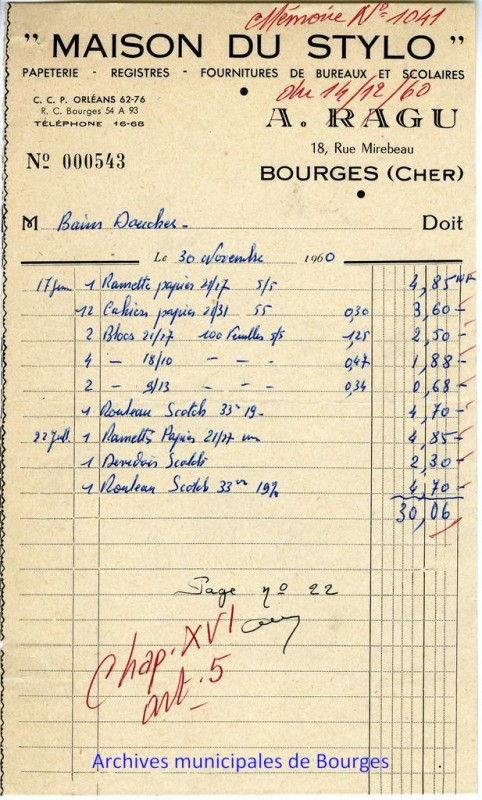 Mémoire N° 1041
" MAISON DU STYLO "
PAPETERIE - REGISTRES - FOURNITURES DE BUREAUX ET SCOLAIRES
du 14/12/60
C. C. P. ORLÉANS 62-76
R. C. Bourges 54 A 93
TÉLÉPHONE 16-68
A. RAGU
18, Rue Mirebeau
N° 000543
BOURGES (CHER)
M Bains Douches - Doit
Le 30 Novembre 1960
17 Juin 1 Ramette papier 21/27 5/5 4,85 NF
12 Cahiers papier 21/31 55 0,30 3,60
2 Blocs 21/27 100 Feuilles 5/5 1,25 2,50
4 - 18/10 - - - 0,47 1,88
2 - 9/13 - - - 0,34 0,68
1 Rouleau Scotch 33m 19 - 4,70
22 Juil. 1 Ramette Papier 21/27 4,85
1 Scotch 2,30
1 Rouleau Scotch 33m 4,70
30,06
Page n° 22
Chap. XVI
art. 5
Archives municipales de Bourges